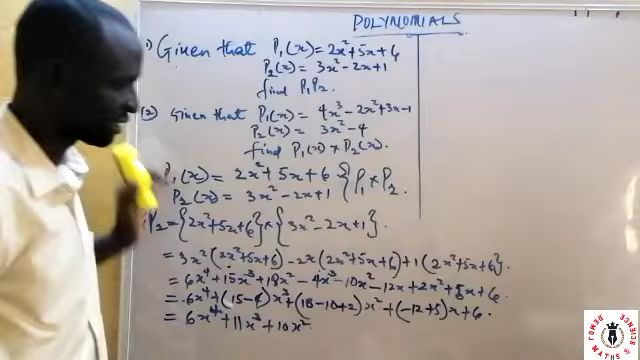 POLYNOMIALS
1) Given that P₁(x) = 2x² + 5x + 6
P₂(x) = 3x² - 2x + 1
find P₁P₂.
(2) Given that P₁(x) = 4x³ - 2x² + 3x - 1
P₂(x) = 3x² - 4
find P₁(x) × P₂(x).
P₁(x) = 2x² + 5x + 6 } P₁ × P₂.
P₂(x) = 3x² - 2x + 1
P₂ = {2x² + 5x + 6} × {3x² - 2x + 1}.
= 3x²(2x² + 5x + 6) - 2x(2x² + 5x + 6) + 1(2x² + 5x + 6}.
= 6x⁴ + 15x³ + 18x² - 4x³ - 10x² - 12x + 2x² + 5x + 6.
= 6x⁴ + (15 - 4)x³ + (18 - 10 + 2)x² + (-12 + 5)x + 6.
= 6x⁴ + 11x³ + 10x²
DEMOJ MATHS & SCIENCE